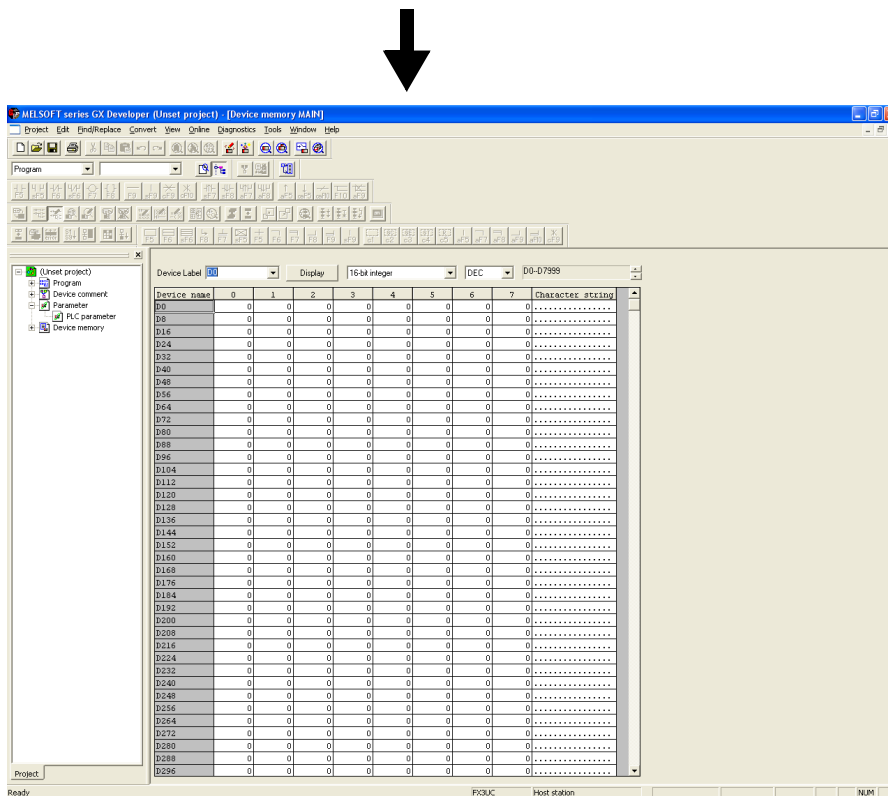 MELSOFT series GX Developer (Unset project) - [Device memory MAIN]
Project Edit Find/Replace Convert View Online Diagnostics Tools Window Help
Program
Device Label D0 Display 16-bit integer DEC D0-D7999
(Unset project)
Program
Device comment
Parameter
PLC parameter
Device memory
Device name 0 1 2 3 4 5 6 7 Character string
D0 0 0 0 0 0 0 0 0 ................
D8 0 0 0 0 0 0 0 0 ................
D16 0 0 0 0 0 0 0 0 ................
D24 0 0 0 0 0 0 0 0 ................
D32 0 0 0 0 0 0 0 0 ................
D40 0 0 0 0 0 0 0 0 ................
D48 0 0 0 0 0 0 0 0 ................
D56 0 0 0 0 0 0 0 0 ................
D64 0 0 0 0 0 0 0 0 ................
D72 0 0 0 0 0 0 0 0 ................
D80 0 0 0 0 0 0 0 0 ................
D88 0 0 0 0 0 0 0 0 ................
D96 0 0 0 0 0 0 0 0 ................
D104 0 0 0 0 0 0 0 0 ................
D112 0 0 0 0 0 0 0 0 ................
D120 0 0 0 0 0 0 0 0 ................
D128 0 0 0 0 0 0 0 0 ................
D136 0 0 0 0 0 0 0 0 ................
D144 0 0 0 0 0 0 0 0 ................
D152 0 0 0 0 0 0 0 0 ................
D160 0 0 0 0 0 0 0 0 ................
D168 0 0 0 0 0 0 0 0 ................
D176 0 0 0 0 0 0 0 0 ................
D184 0 0 0 0 0 0 0 0 ................
D192 0 0 0 0 0 0 0 0 ................
D200 0 0 0 0 0 0 0 0 ................
D208 0 0 0 0 0 0 0 0 ................
D216 0 0 0 0 0 0 0 0 ................
D224 0 0 0 0 0 0 0 0 ................
D232 0 0 0 0 0 0 0 0 ................
D240 0 0 0 0 0 0 0 0 ................
D248 0 0 0 0 0 0 0 0 ................
D256 0 0 0 0 0 0 0 0 ................
D264 0 0 0 0 0 0 0 0 ................
D272 0 0 0 0 0 0 0 0 ................
D280 0 0 0 0 0 0 0 0 ................
D288 0 0 0 0 0 0 0 0 ................
D296 0 0 0 0 0 0 0 0 ................
Project
Ready FX3UC Host station NUM